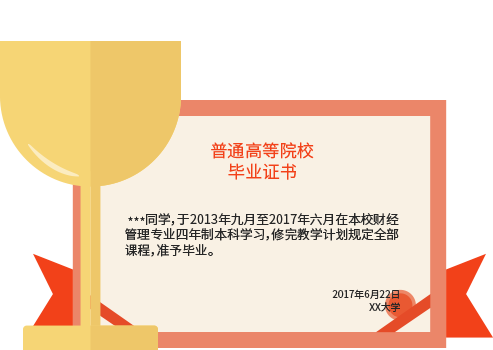 普通高等院校
毕业证书
***同学,于2013年九月至2017年六月在本校财经
管理专业四年制本科学习,修完教学计划规定全部
课程,准予毕业。
2017年6月22日
XX大学